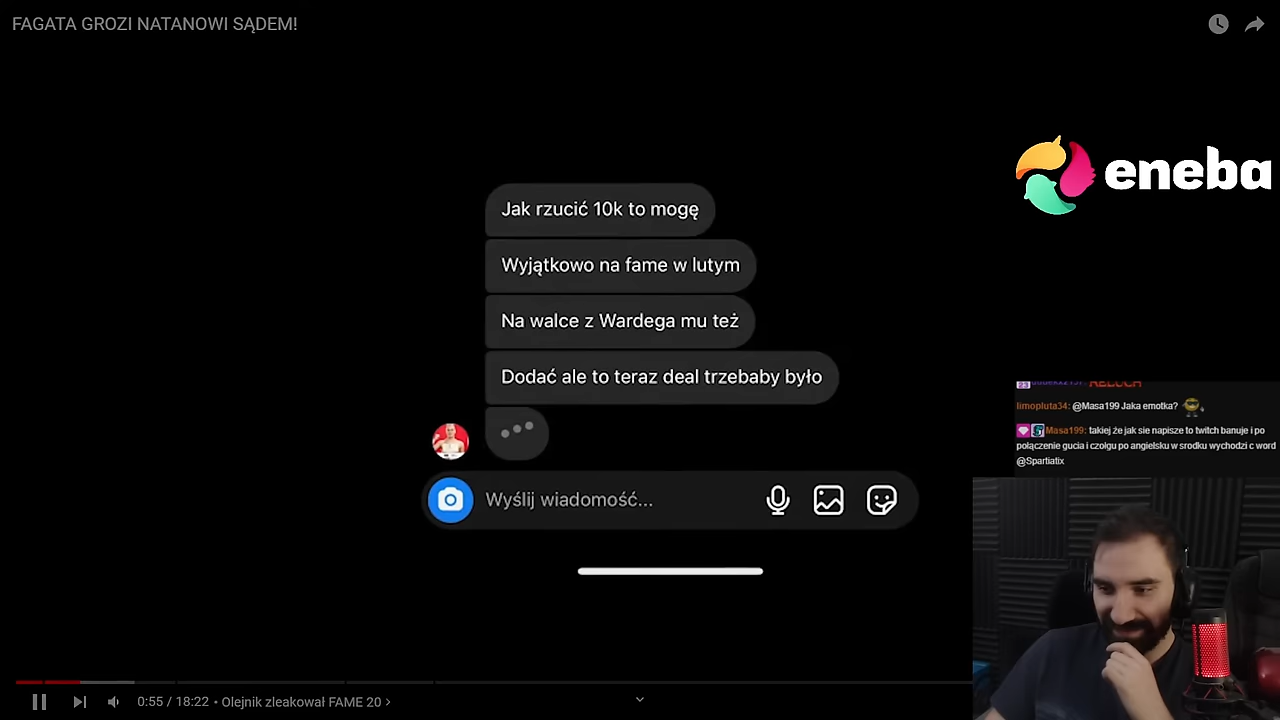 FAGATA GROZI NATANOWI SĄDEM!
eneba
Jak rzucić 10k to mogę
Wyjątkowo na fame w lutym
Na walce z Wardega mu też
Dodać ale to teraz deal trzebaby było
Wyślij wiadomość...
limopluta34: @Masa199 Jaka emotka?
Masa199: takiej że jak sie napisze to twitch banuje i po
połączenie gucia i czołgu po angielsku w srodku wychodzi c word
@Spartiatix
0:55 / 18:22 • Olejnik zleakował FAME 20 >